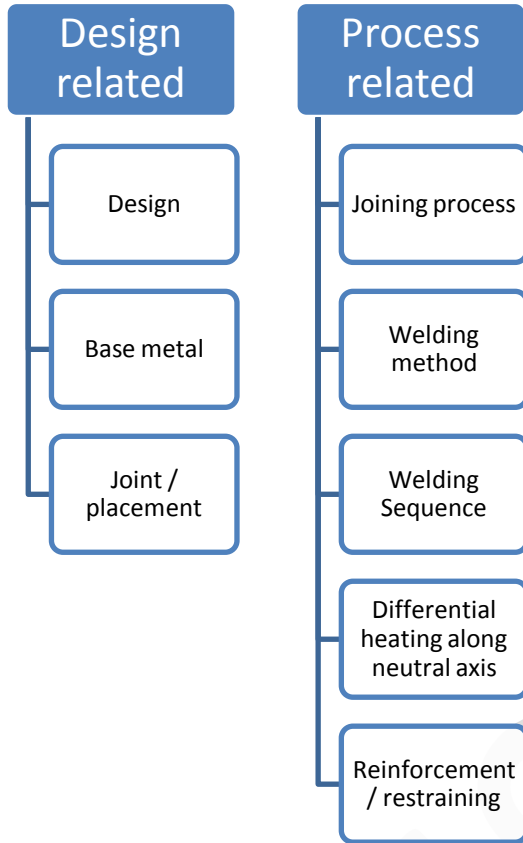 Design
related
Design
Base metal
Joint /
placement
Process
related
Joining process
Welding
method
Welding
Sequence
Differential
heating along
neutral axis
Reinforcement
/ restraining